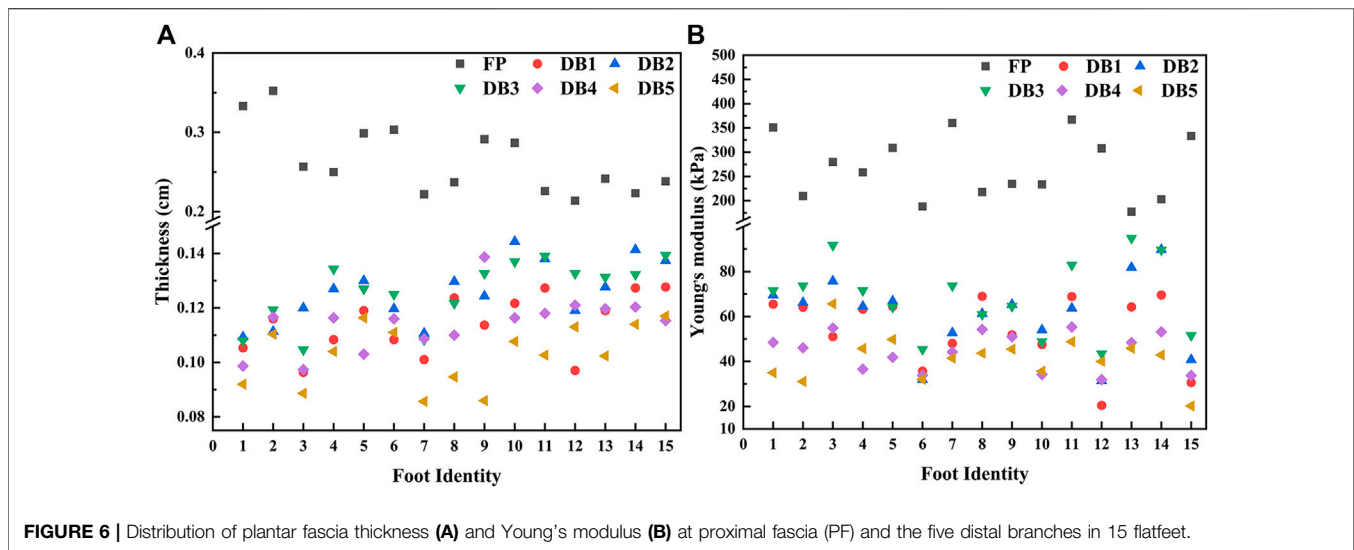 A
FP DB1 DB2
DB3 DB4 DB5
Thickness (cm)
0.4
0.3
0.2
0.14
0.12
0.10
0.08
0 1 2 3 4 5 6 7 8 9 10 11 12 13 14 15
Foot Identity
B
FP DB1 DB2
DB3 DB4 DB5
Young's modulus (kPa)
500
450
400
350
300
250
200
80
60
40
20
10
0 1 2 3 4 5 6 7 8 9 10 11 12 13 14 15
Foot Identity
FIGURE 6 | Distribution of plantar fascia thickness (A) and Young's modulus (B) at proximal fascia (PF) and the five distal branches in 15 flatfeet.